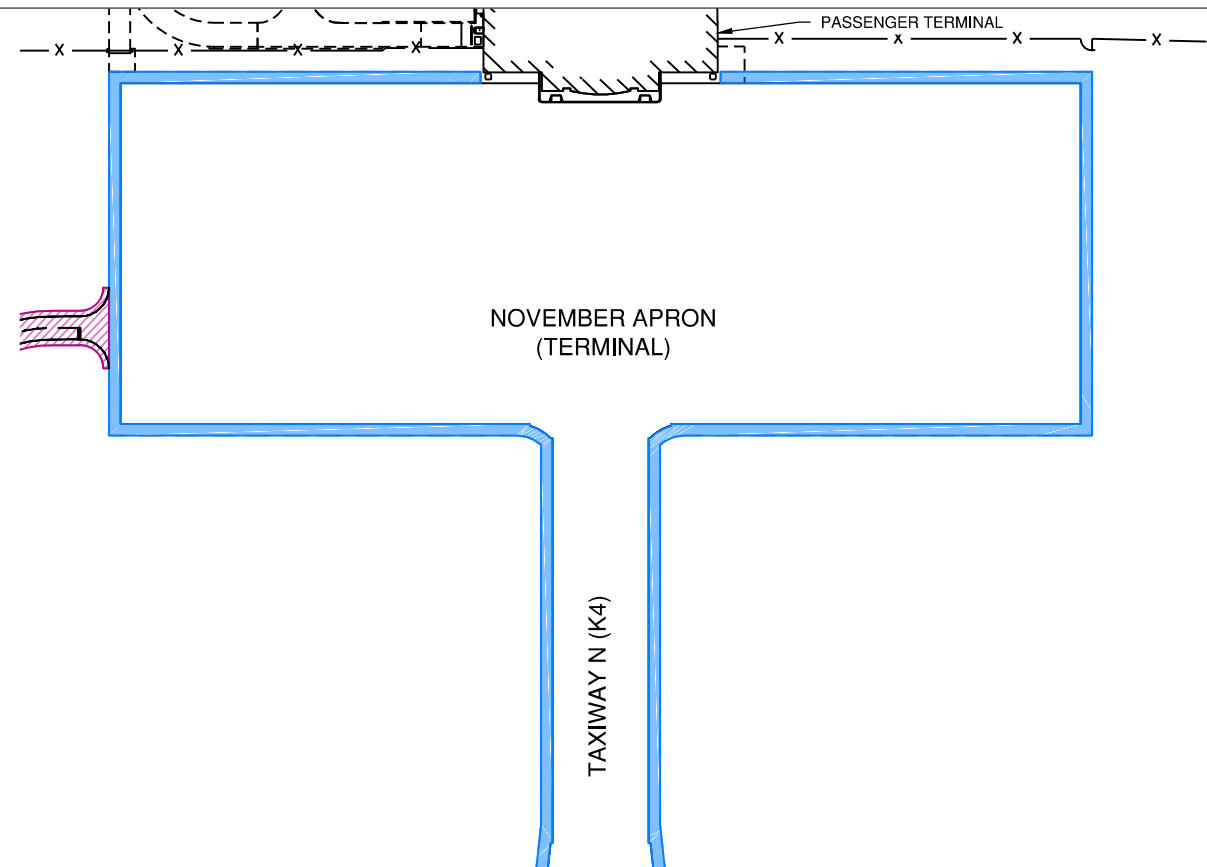 PASSENGER TERMINAL
X X X X X X X X
NOVEMBER APRON
(TERMINAL)
TAXIWAY N (K4)